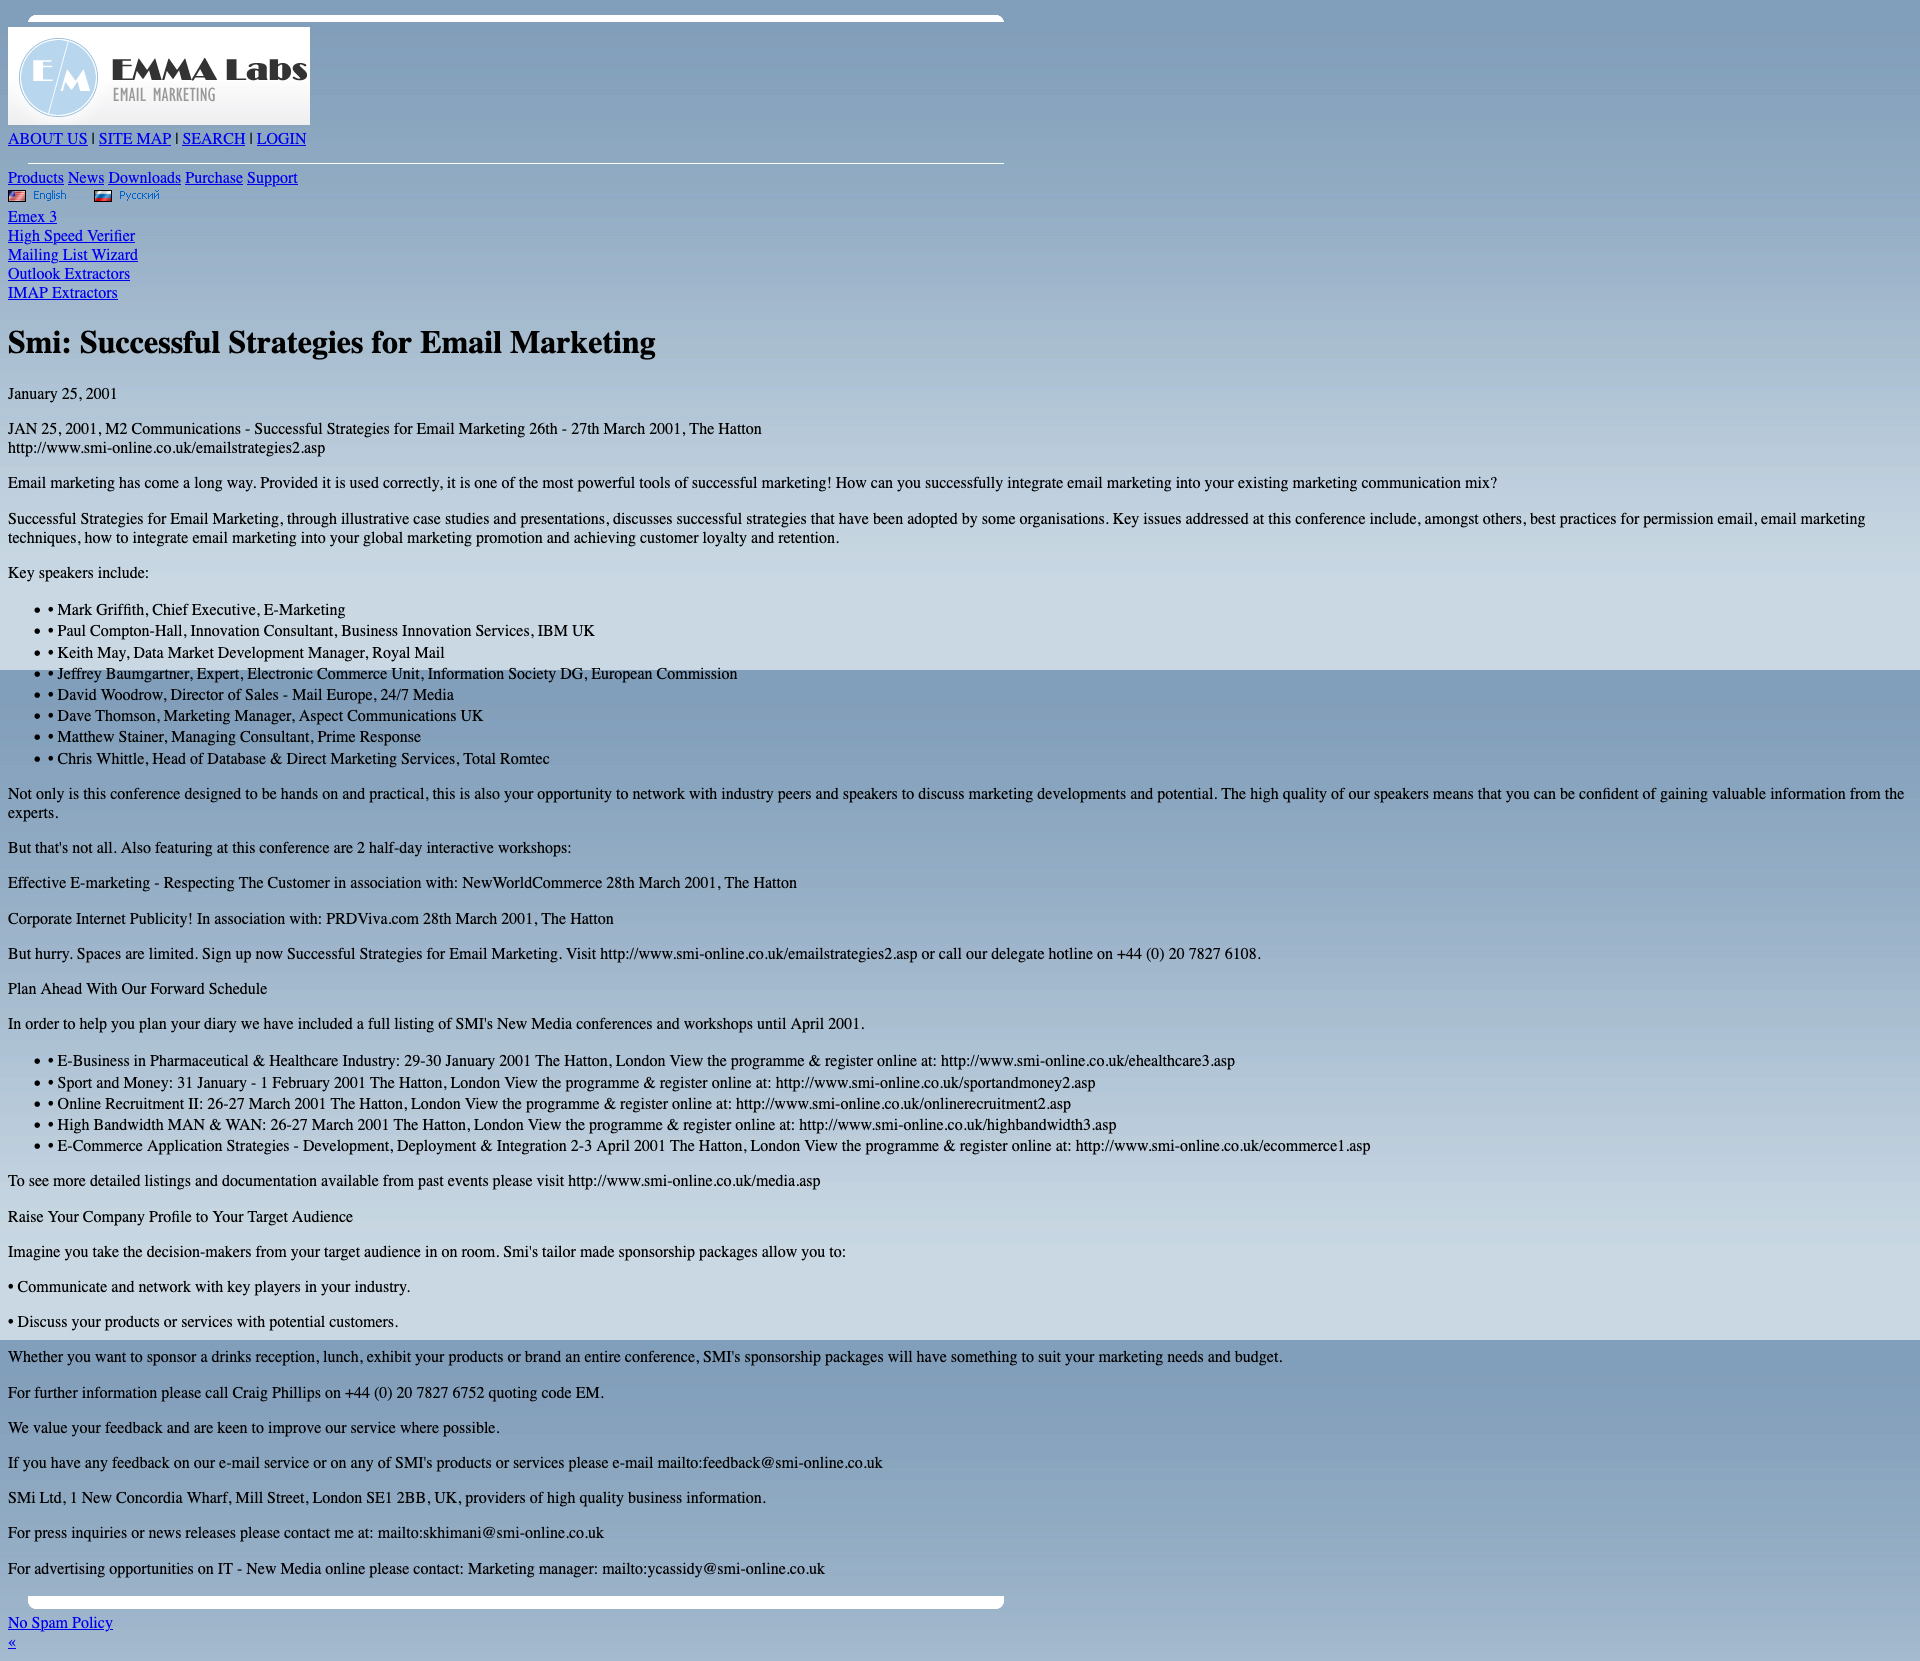 E/M EMMA Labs
EMAIL MARKETING
ABOUT US | SITE MAP | SEARCH | LOGIN
Products News Downloads Purchase Support
English Русский
Emex 3
High Speed Verifier
Mailing List Wizard
Outlook Extractors
IMAP Extractors
Smi: Successful Strategies for Email Marketing
January 25, 2001
JAN 25, 2001, M2 Communications - Successful Strategies for Email Marketing 26th - 27th March 2001, The Hatton
http://www.smi-online.co.uk/emailstrategies2.asp
Email marketing has come a long way. Provided it is used correctly, it is one of the most powerful tools of successful marketing! How can you successfully integrate email marketing into your existing marketing communication mix?
Successful Strategies for Email Marketing, through illustrative case studies and presentations, discusses successful strategies that have been adopted by some organisations. Key issues addressed at this conference include, amongst others, best practices for permission email, email marketing
techniques, how to integrate email marketing into your global marketing promotion and achieving customer loyalty and retention.
Key speakers include:
• • Mark Griffith, Chief Executive, E-Marketing
• • Paul Compton-Hall, Innovation Consultant, Business Innovation Services, IBM UK
• • Keith May, Data Market Development Manager, Royal Mail
• • Jeffrey Baumgartner, Expert, Electronic Commerce Unit, Information Society DG, European Commission
• • David Woodrow, Director of Sales - Mail Europe, 24/7 Media
• • Dave Thomson, Marketing Manager, Aspect Communications UK
• • Matthew Stainer, Managing Consultant, Prime Response
• • Chris Whittle, Head of Database & Direct Marketing Services, Total Romtec
Not only is this conference designed to be hands on and practical, this is also your opportunity to network with industry peers and speakers to discuss marketing developments and potential. The high quality of our speakers means that you can be confident of gaining valuable information from the
experts.
But that's not all. Also featuring at this conference are 2 half-day interactive workshops:
Effective E-marketing - Respecting The Customer in association with: NewWorldCommerce 28th March 2001, The Hatton
Corporate Internet Publicity! In association with: PRDViva.com 28th March 2001, The Hatton
But hurry. Spaces are limited. Sign up now Successful Strategies for Email Marketing. Visit http://www.smi-online.co.uk/emailstrategies2.asp or call our delegate hotline on +44 (0) 20 7827 6108.
Plan Ahead With Our Forward Schedule
In order to help you plan your diary we have included a full listing of SMI's New Media conferences and workshops until April 2001.
• • E-Business in Pharmaceutical & Healthcare Industry: 29-30 January 2001 The Hatton, London View the programme & register online at: http://www.smi-online.co.uk/ehealthcare3.asp
• • Sport and Money: 31 January - 1 February 2001 The Hatton, London View the programme & register online at: http://www.smi-online.co.uk/sportandmoney2.asp
• • Online Recruitment II: 26-27 March 2001 The Hatton, London View the programme & register online at: http://www.smi-online.co.uk/onlinerecruitment2.asp
• • High Bandwidth MAN & WAN: 26-27 March 2001 The Hatton, London View the programme & register online at: http://www.smi-online.co.uk/highbandwidth3.asp
• • E-Commerce Application Strategies - Development, Deployment & Integration 2-3 April 2001 The Hatton, London View the programme & register online at: http://www.smi-online.co.uk/ecommerce1.asp
To see more detailed listings and documentation available from past events please visit http://www.smi-online.co.uk/media.asp
Raise Your Company Profile to Your Target Audience
Imagine you take the decision-makers from your target audience in on room. Smi's tailor made sponsorship packages allow you to:
• Communicate and network with key players in your industry.
• Discuss your products or services with potential customers.
Whether you want to sponsor a drinks reception, lunch, exhibit your products or brand an entire conference, SMI's sponsorship packages will have something to suit your marketing needs and budget.
For further information please call Craig Phillips on +44 (0) 20 7827 6752 quoting code EM.
We value your feedback and are keen to improve our service where possible.
If you have any feedback on our e-mail service or on any of SMI's products or services please e-mail mailto:feedback@smi-online.co.uk
SMi Ltd, 1 New Concordia Wharf, Mill Street, London SE1 2BB, UK, providers of high quality business information.
For press inquiries or news releases please contact me at: mailto:skhimani@smi-online.co.uk
For advertising opportunities on IT - New Media online please contact: Marketing manager: mailto:ycassidy@smi-online.co.uk
No Spam Policy
«